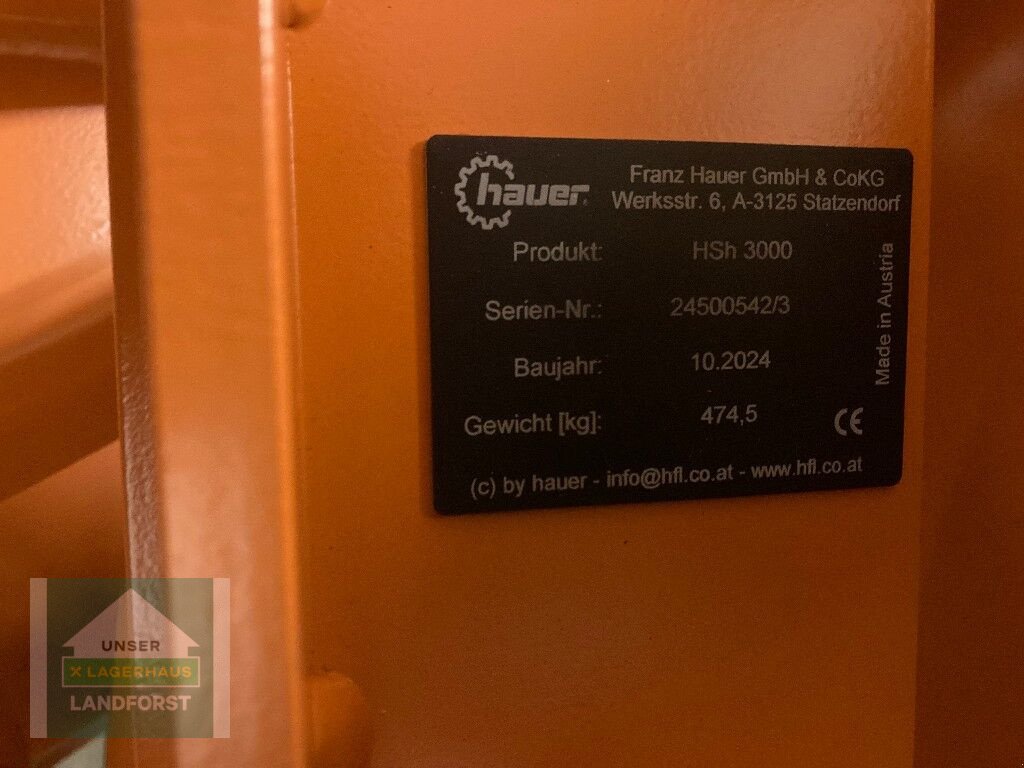 hauer
Franz Hauer GmbH & CoKG
Werksstr. 6, A-3125 Statzendorf
Produkt: HSh 3000
Serien-Nr.: 24500542/3
Baujahr: 10.2024
Gewicht [kg]: 474,5
Made in Austria
CE
(c) by hauer - info@hfl.co.at - www.hfl.co.at
UNSER
X LAGERHAUS
LANDFORST